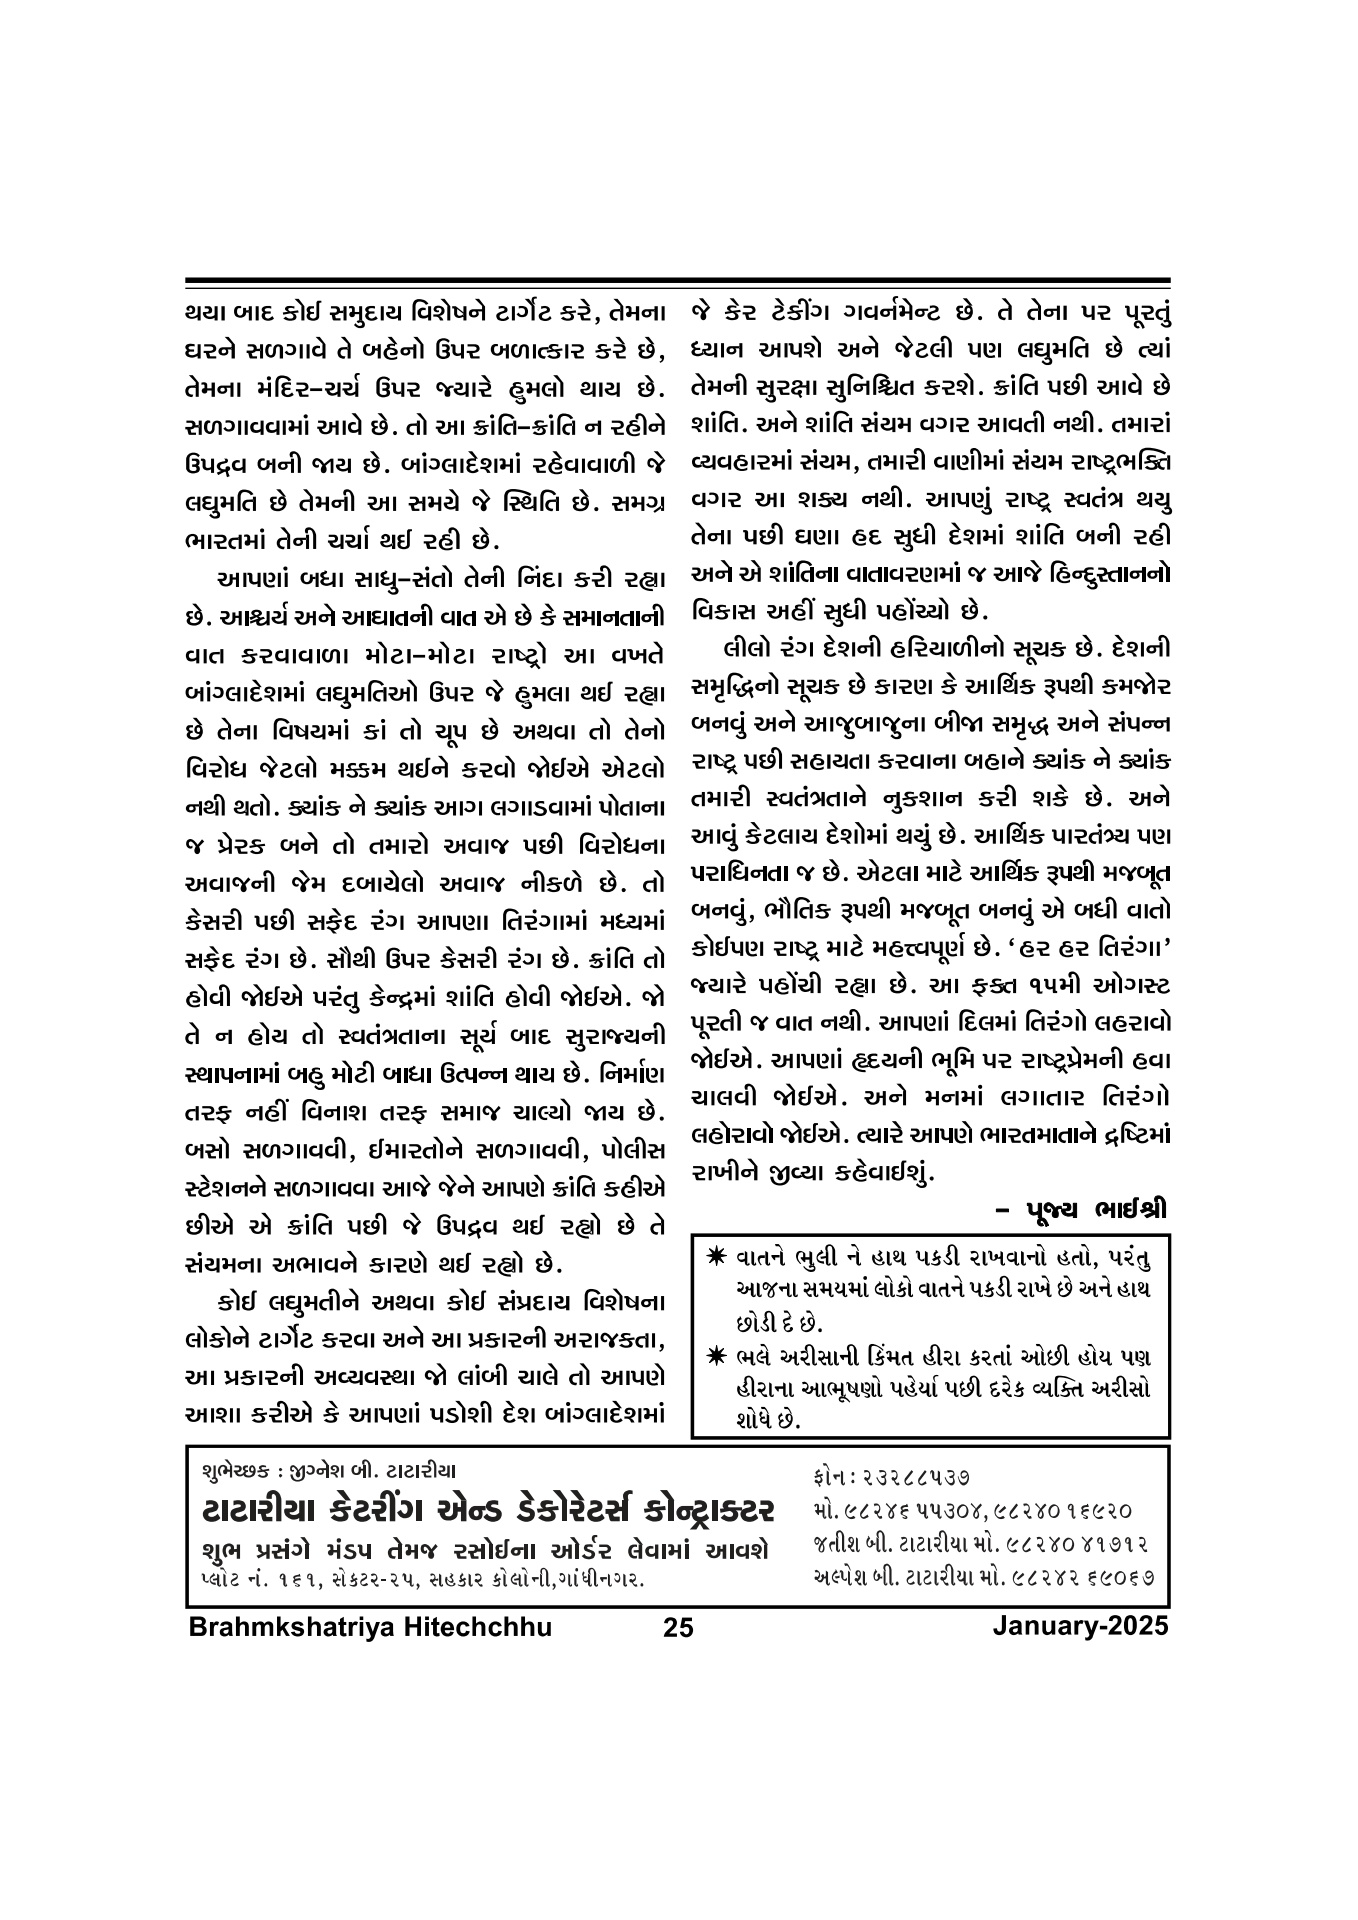 થયા બાદ કોઈ સમુદાય વિશેષને ટાર્ગેટ કરે, તેમના
ઘરને સળગાવે તે બહેનો ઉપર બળાત્કાર કરે છે,
તેમના મંદિર–ચર્ચ ઉપર જ્યારે હુમલો થાય છે.
સળગાવવામાં આવે છે. તો આ ક્રાંતિ–ક્રાંતિ ન રહીને
ઉપદ્રવ બની જાય છે. બાંગ્લાદેશમાં રહેવાવાળી જે
લઘુમતિ છે તેમની આ સમયે જે સ્થિતિ છે. સમગ્ર
ભારતમાં તેની ચર્ચા થઈ રહી છે.
આપણાં બધા સાધુ–સંતો તેની નિંદા કરી રહ્યા
છે. આશ્ચર્ય અને આઘાતની વાત એ છે કે સમાનતાની
વાત કરવાવાળા મોટા–મોટા રાષ્ટ્રો આ વખતે
બાંગ્લાદેશમાં લઘુમતિઓ ઉપર જે હુમલા થઈ રહ્યા
છે તેના વિષયમાં કાં તો ચૂપ છે અથવા તો તેનો
વિરોધ જેટલો મક્કમ થઈને કરવો જોઈએ એટલો
નથી થતો. ક્યાંક ને ક્યાંક આગ લગાડવામાં પોતાના
જ પ્રેરક બને તો તમારો અવાજ પછી વિરોધના
અવાજની જેમ દબાયેલો અવાજ નીકળે છે. તો
કેસરી પછી સફેદ રંગ આપણા તિરંગામાં મધ્યમાં
સફેદ રંગ છે. સૌથી ઉપર કેસરી રંગ છે. ક્રાંતિ તો
હોવી જોઈએ પરંતુ કેન્દ્રમાં શાંતિ હોવી જોઈએ. જો
તે ન હોય તો સ્વતંત્રતાના સૂર્ય બાદ સુરાજ્યની
સ્થાપનામાં બહુ મોટી બાધા ઉત્પન્ન થાય છે. નિર્માણ
તરફ નહીં વિનાશ તરફ સમાજ ચાલ્યો જાય છે.
બસો સળગાવવી, ઈમારતોને સળગાવવી, પોલીસ
સ્ટેશનને સળગાવવા આજે જેને આપણે ક્રાંતિ કહીએ
છીએ એ ક્રાંતિ પછી જે ઉપદ્રવ થઈ રહ્યો છે તે
સંયમના અભાવને કારણે થઈ રહ્યો છે.
કોઈ લઘુમતીને અથવા કોઈ સંપ્રદાય વિશેષના
લોકોને ટાર્ગેટ કરવા અને આ પ્રકારની અરાજકતા,
આ પ્રકારની અવ્યવસ્થા જો લાંબી ચાલે તો આપણે
આશા કરીએ કે આપણાં પડોશી દેશ બાંગ્લાદેશમાં
જે કેર ટેકીંગ ગવર્નમેન્ટ છે. તે તેના પર પૂરતું
ધ્યાન આપશે અને જેટલી પણ લઘુમતિ છે ત્યાં
તેમની સુરક્ષા સુનિશ્ચિત કરશે. ક્રાંતિ પછી આવે છે
શાંતિ. અને શાંતિ સંયમ વગર આવતી નથી. તમારાં
વ્યવહારમાં સંયમ, તમારી વાણીમાં સંયમ રાષ્ટ્રભક્તિ
વગર આ શક્ય નથી. આપણું રાષ્ટ્ર સ્વતંત્ર થયુ
તેના પછી ઘણા હદ સુધી દેશમાં શાંતિ બની રહી
અને એ શાંતિના વાતાવરણમાં જ આજે હિન્દુસ્તાનનો
વિકાસ અહીં સુધી પહોંચ્યો છે.
લીલો રંગ દેશની હરિયાળીનો સૂચક છે. દેશની
સમૃદ્ધિનો સૂચક છે કારણ કે આર્થિક રૂપથી કમજોર
બનવું અને આજુબાજુના બીજા સમૃદ્ધ અને સંપન્ન
રાષ્ટ્ર પછી સહાયતા કરવાના બહાને ક્યાંક ને ક્યાંક
તમારી સ્વતંત્રતાને નુકશાન કરી શકે છે. અને
આવું કેટલાય દેશોમાં થયું છે. આર્થિક પારતંત્ર્ય પણ
પરાધિનતા જ છે. એટલા માટે આર્થિક રૂપથી મજબૂત
બનવું, ભૌતિક રૂપથી મજબૂત બનવું એ બધી વાતો
કોઈપણ રાષ્ટ્ર માટે મહત્ત્વપૂર્ણ છે. ‘હર હર તિરંગા’
જ્યારે પહોંચી રહ્યા છે. આ ફક્ત ૧૫મી ઓગસ્ટ
પૂરતી જ વાત નથી. આપણાં દિલમાં તિરંગો લહરાવો
જોઈએ. આપણાં હૃદયની ભૂમિ પર રાષ્ટ્રપ્રેમની હવા
ચાલવી જોઈએ. અને મનમાં લગાતાર તિરંગો
લહોરાવો જોઈએ. ત્યારે આપણે ભારતમાતાને દ્રષ્ટિમાં
રાખીને જીવ્યા કહેવાઈશું.
– પૂજ્ય ભાઈશ્રી
✷ વાતને ભુલી ને હાથ પકડી રાખવાનો હતો, પરંતુ
આજના સમયમાં લોકો વાતને પકડી રાખે છે અને હાથ
છોડી દે છે.
✷ ભલે અરીસાની કિંમત હીરા કરતાં ઓછી હોય પણ
હીરાના આભૂષણો પહેર્યા પછી દરેક વ્યક્તિ અરીસો
શોધે છે.
શુભેચ્છક : જીગ્નેશ બી. ટાટારીયા
ટાટારીયા કેટરીંગ એન્ડ ડેકોરેટર્સ કોન્ટ્રાક્ટર
શુભ પ્રસંગે મંડપ તેમજ રસોઈના ઓર્ડર લેવામાં આવશે
પ્લોટ નં. ૧૬૧, સેકટર-૨૫, સહકાર કોલોની,ગાંધીનગર.
ફોન : ૨૩૨૮૮૫૩૭
મો. ૯૮૨૪૬ ૫૫૩૦૪, ૯૮૨૪૦ ૧૬૯૨૦
જતીશ બી. ટાટારીયા મો. ૯૮૨૪૦ ૪૧૭૧૨
અલ્પેશ બી. ટાટારીયા મો. ૯૮૨૪૨ ૬૯૦૬૭
Brahmkshatriya Hitechchhu 25 January-2025